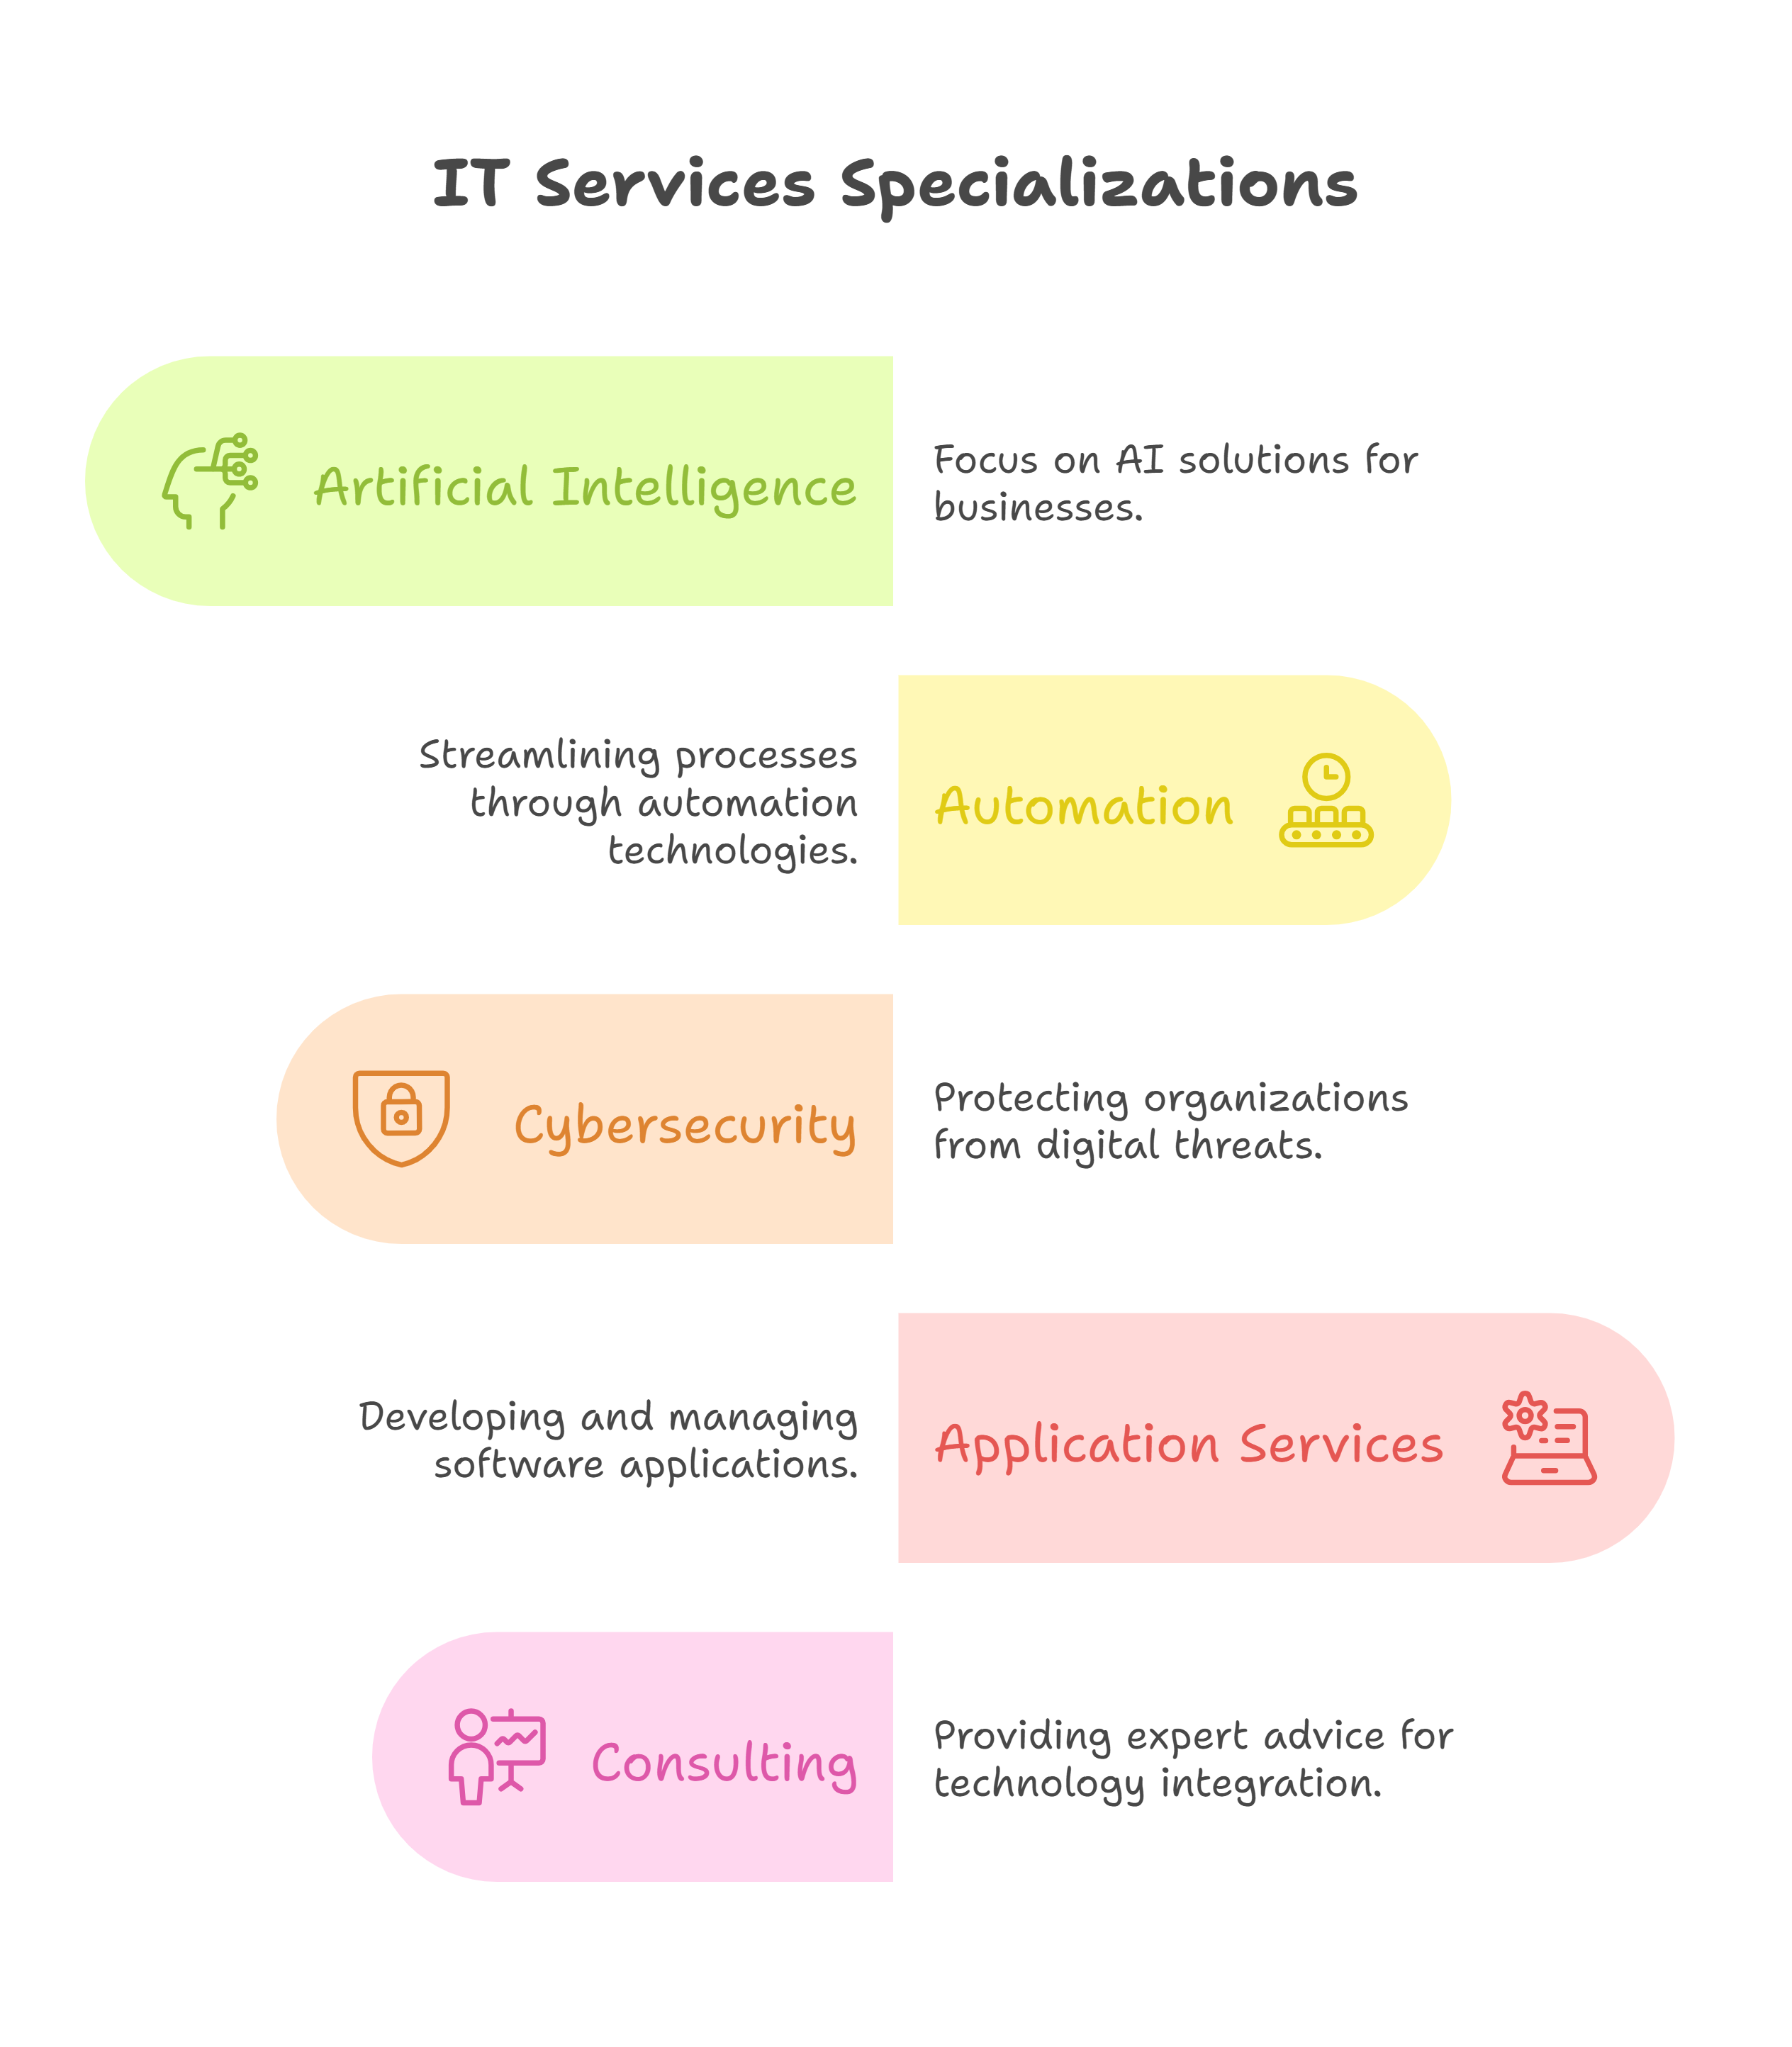 IT Services Specializations
Artificial Intelligence
Focus on AI solutions for
businesses.
Streamlining processes
through automation
technologies.
Automation
Cybersecurity
Protecting organizations
from digital threats.
Developing and managing
software applications.
Application Services
Consulting
Providing expert advice for
technology integration.